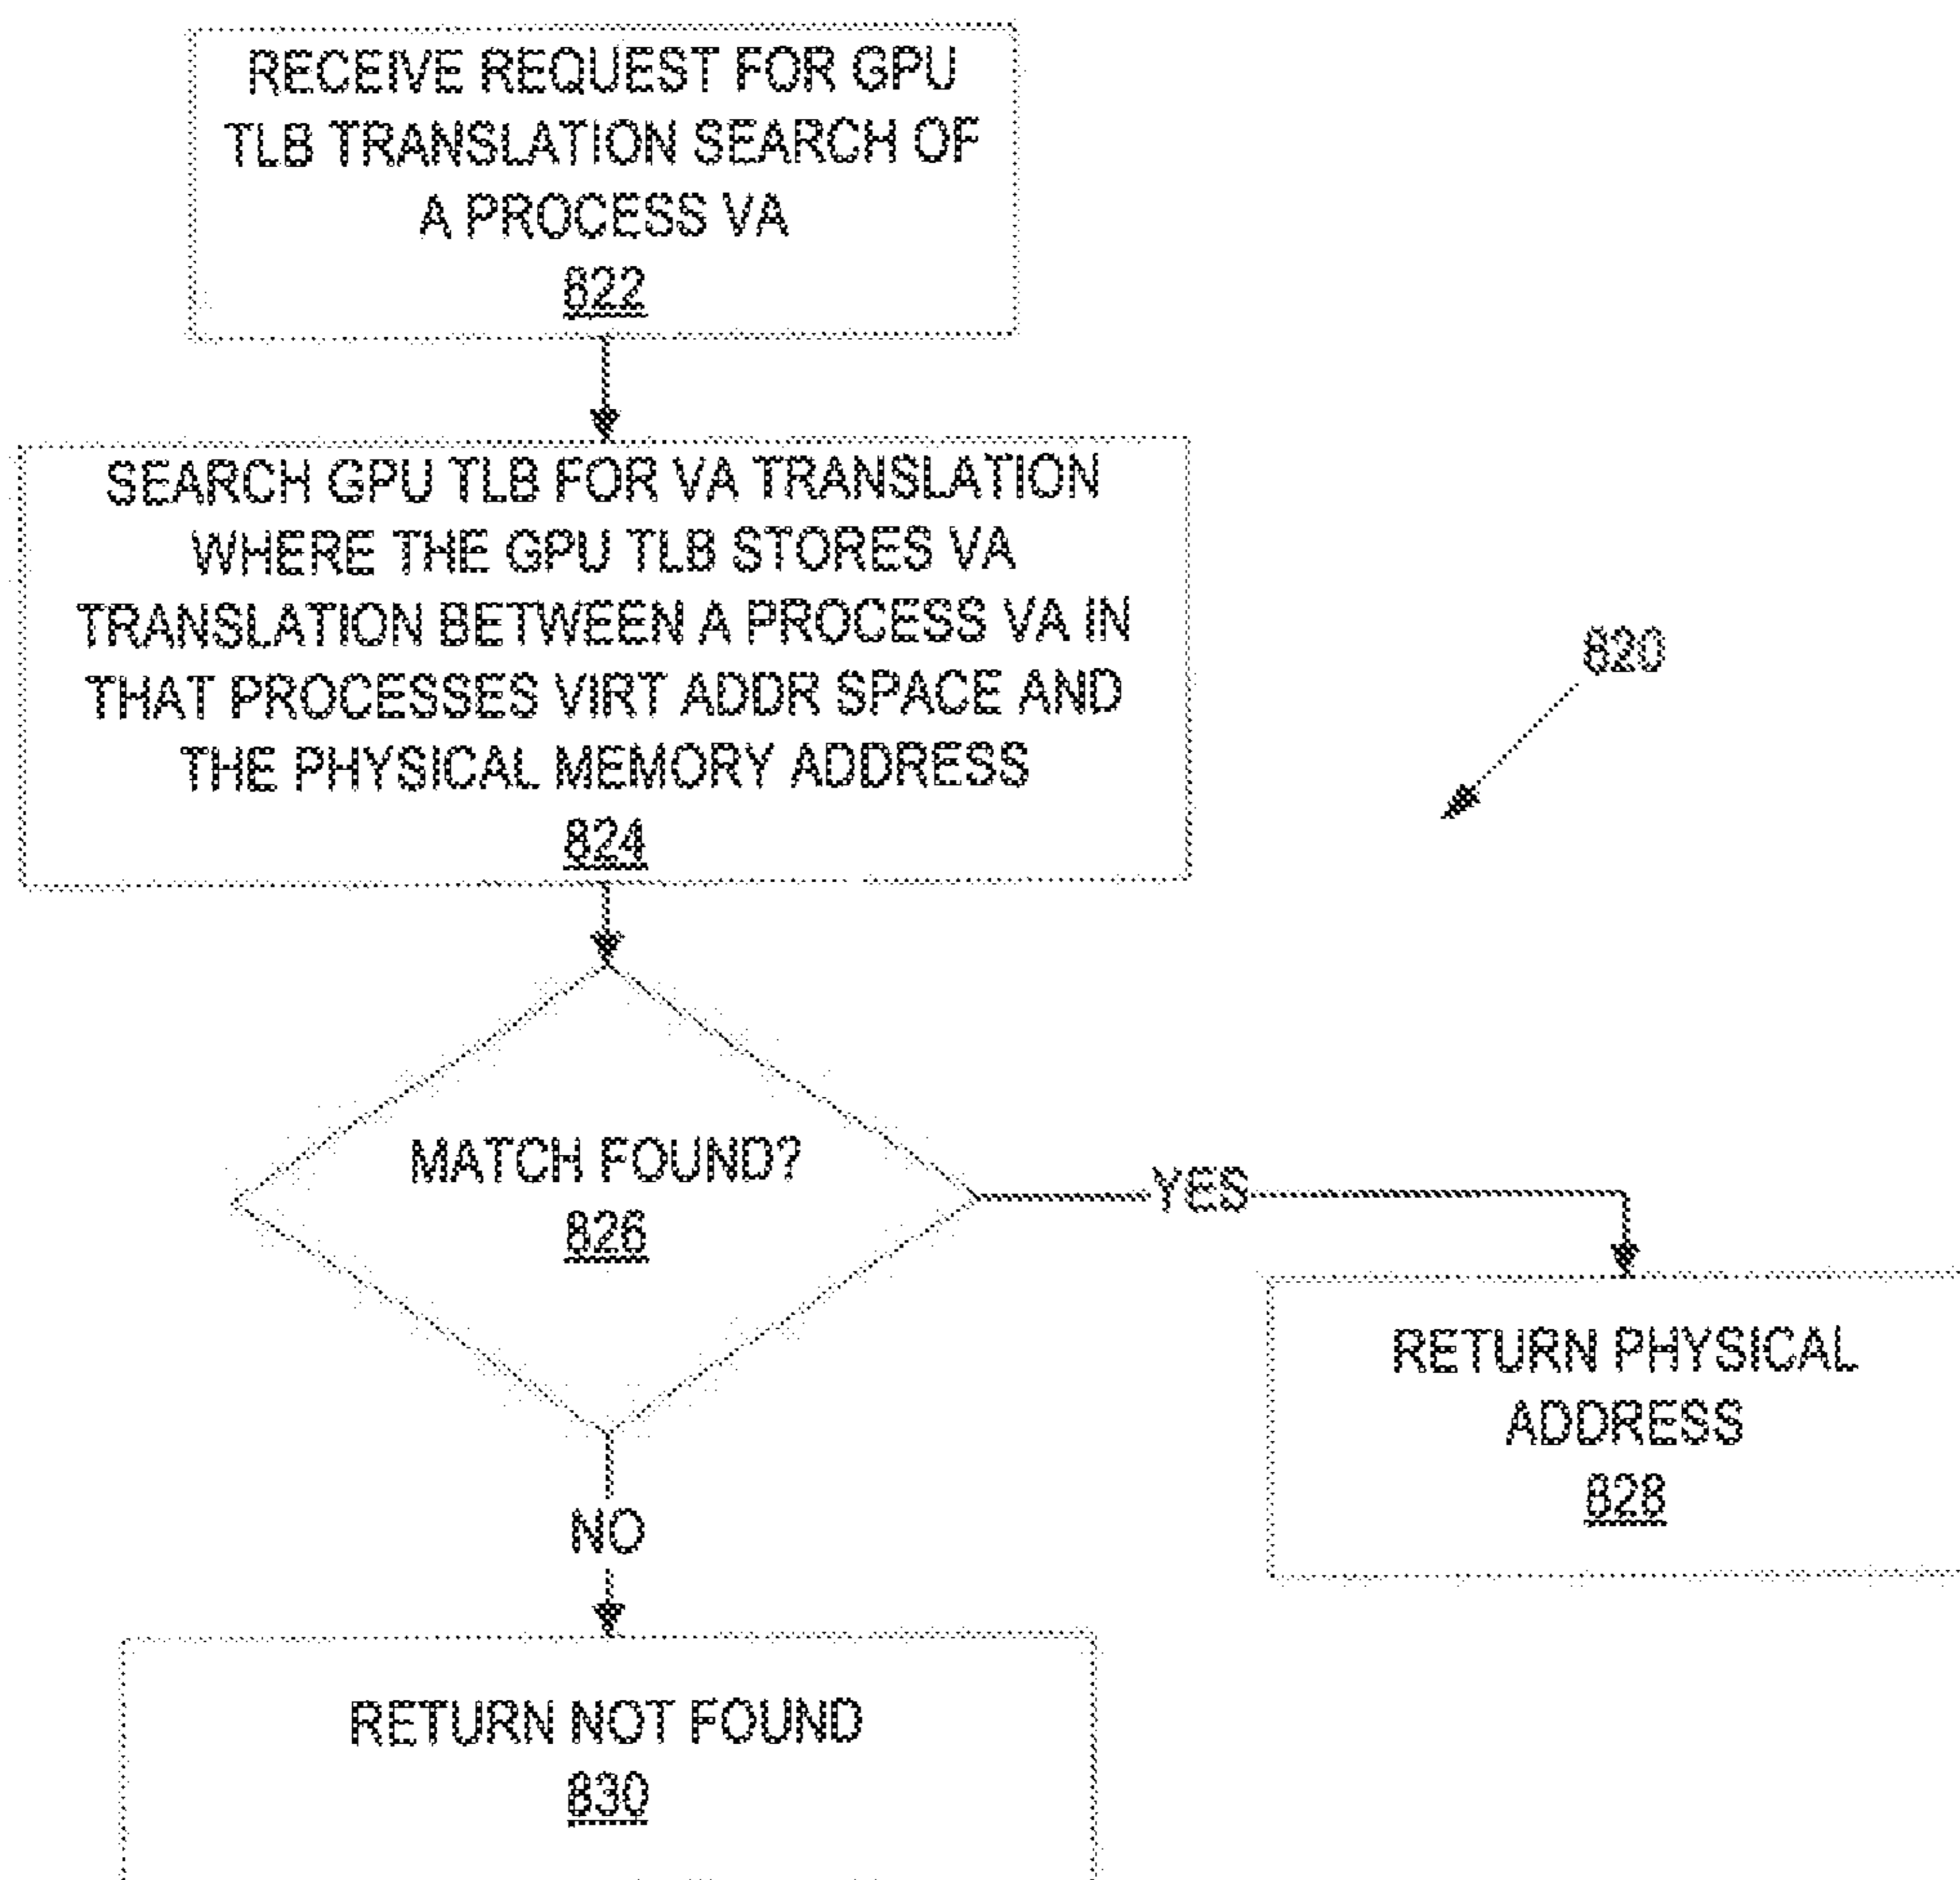 RECEIVE REQUEST FOR GPU
TLB TRANSLATION SEARCH OF
A PROCESS VA
822
SEARCH GPU TLB FOR VA TRANSLATION
WHERE THE GPU TLB STORES VA
TRANSLATION BETWEEN A PROCESS VA IN
THAT PROCESSES VIRT ADDR SPACE AND
THE PHYSICAL MEMORY ADDRESS
824
820
MATCH FOUND?
826
YES
RETURN PHYSICAL
ADDRESS
828
NO
RETURN NOT FOUND
830